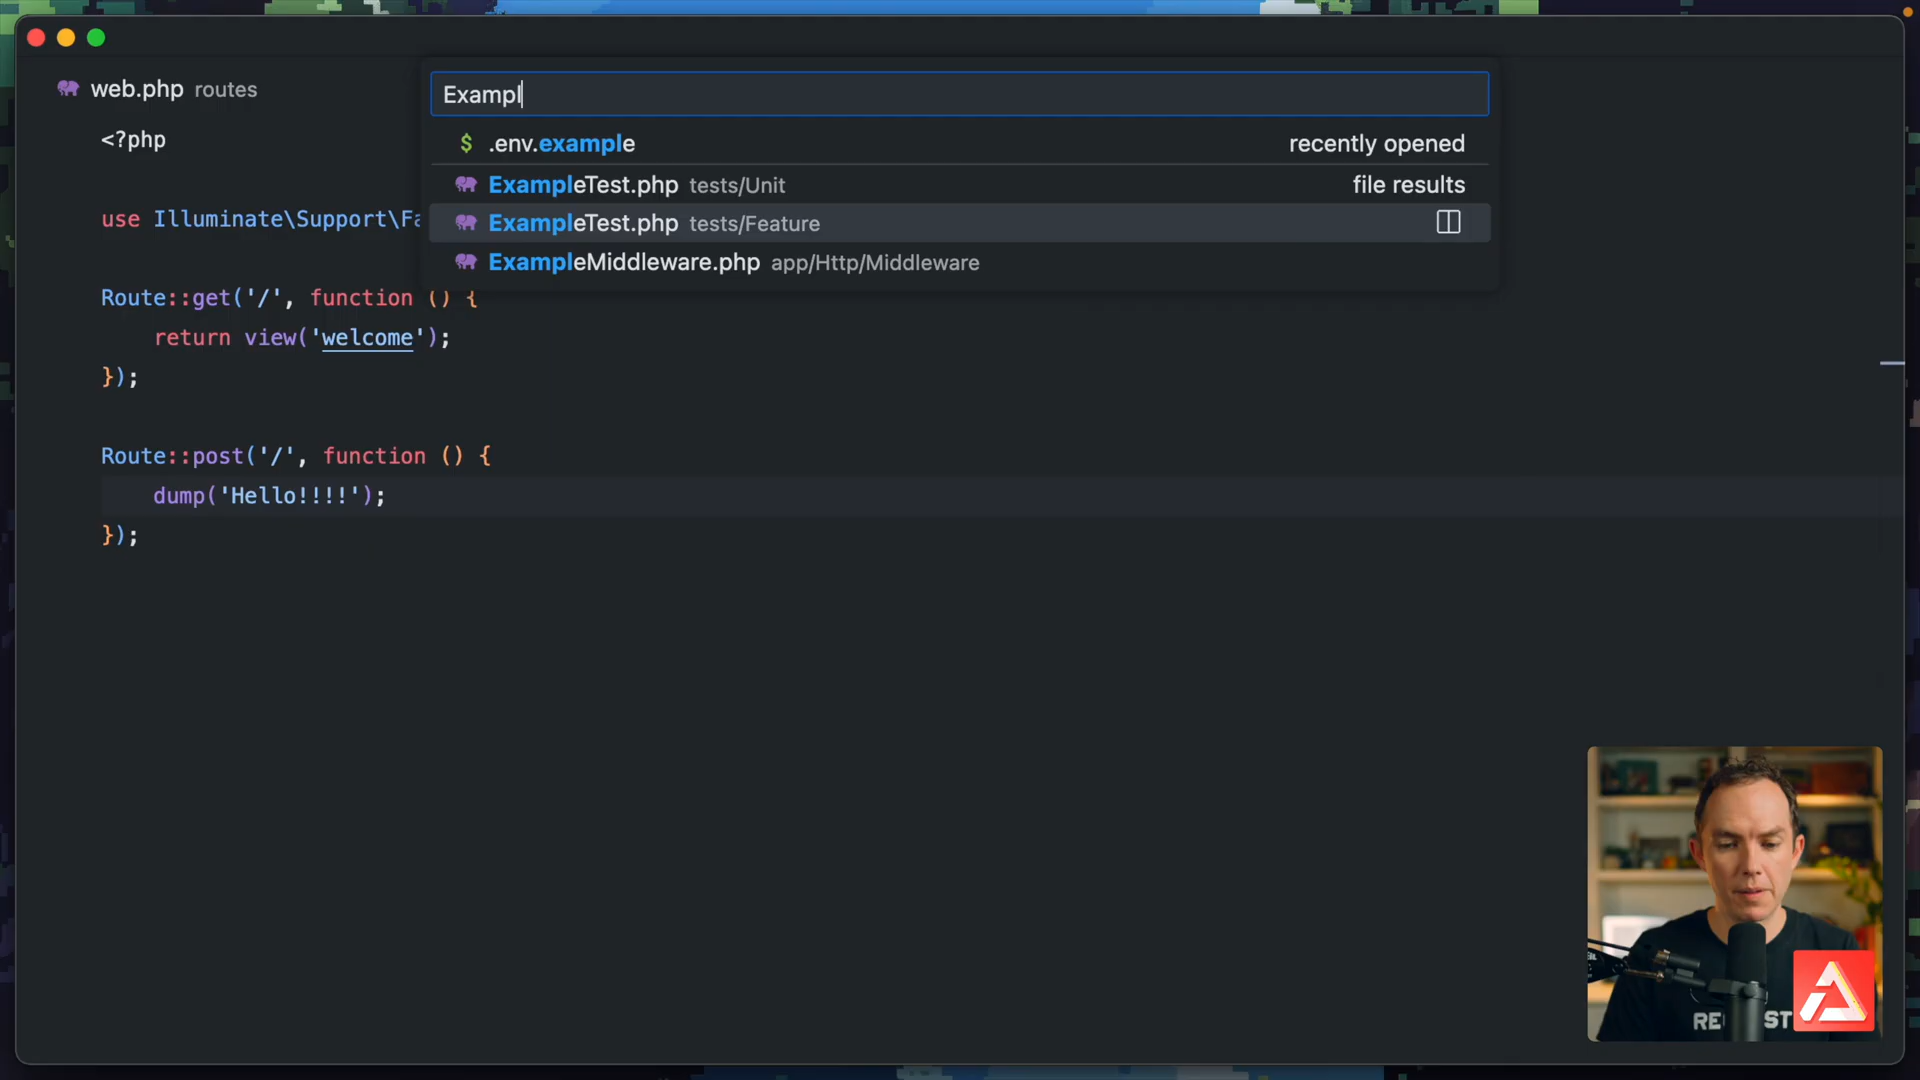 web.php routes
Exampl
$ .env.example recently opened
ExampleTest.php tests/Unit file results
ExampleTest.php tests/Feature
ExampleMiddleware.php app/Http/Middleware
<?php
use Illuminate\Support\Fa
Route::get('/', function () {
return view('welcome');
});
Route::post('/', function () {
dump('Hello!!!!');
});